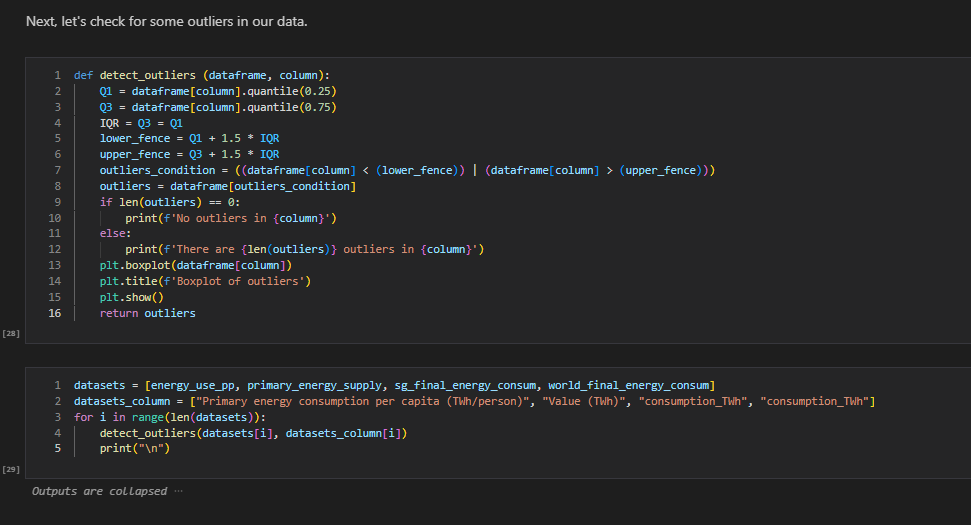 Next, let's check for some outliers in our data.
1 def detect_outliers (dataframe, column):
2 Q1 = dataframe[column].quantile(0.25)
3 Q3 = dataframe[column].quantile(0.75)
4 IQR = Q3 = Q1
5 lower_fence = Q1 + 1.5 * IQR
6 upper_fence = Q3 + 1.5 * IQR
7 outliers_condition = ((dataframe[column] < (lower_fence)) | (dataframe[column] > (upper_fence)))
8 outliers = dataframe[outliers_condition]
9 if len(outliers) == 0:
10 print(f'No outliers in {column}')
11 else:
12 print(f'There are {len(outliers)} outliers in {column}')
13 plt.boxplot(dataframe[column])
14 plt.title(f'Boxplot of outliers')
15 plt.show()
16 return outliers
[28]
1 datasets = [energy_use_pp, primary_energy_supply, sg_final_energy_consum, world_final_energy_consum]
2 datasets_column = ["Primary energy consumption per capita (TWh/person)", "Value (TWh)", "consumption_TWh", "consumption_TWh"]
3 for i in range(len(datasets)):
4 detect_outliers(datasets[i], datasets_column[i])
5 print("\n")
[29]
Outputs are collapsed ···